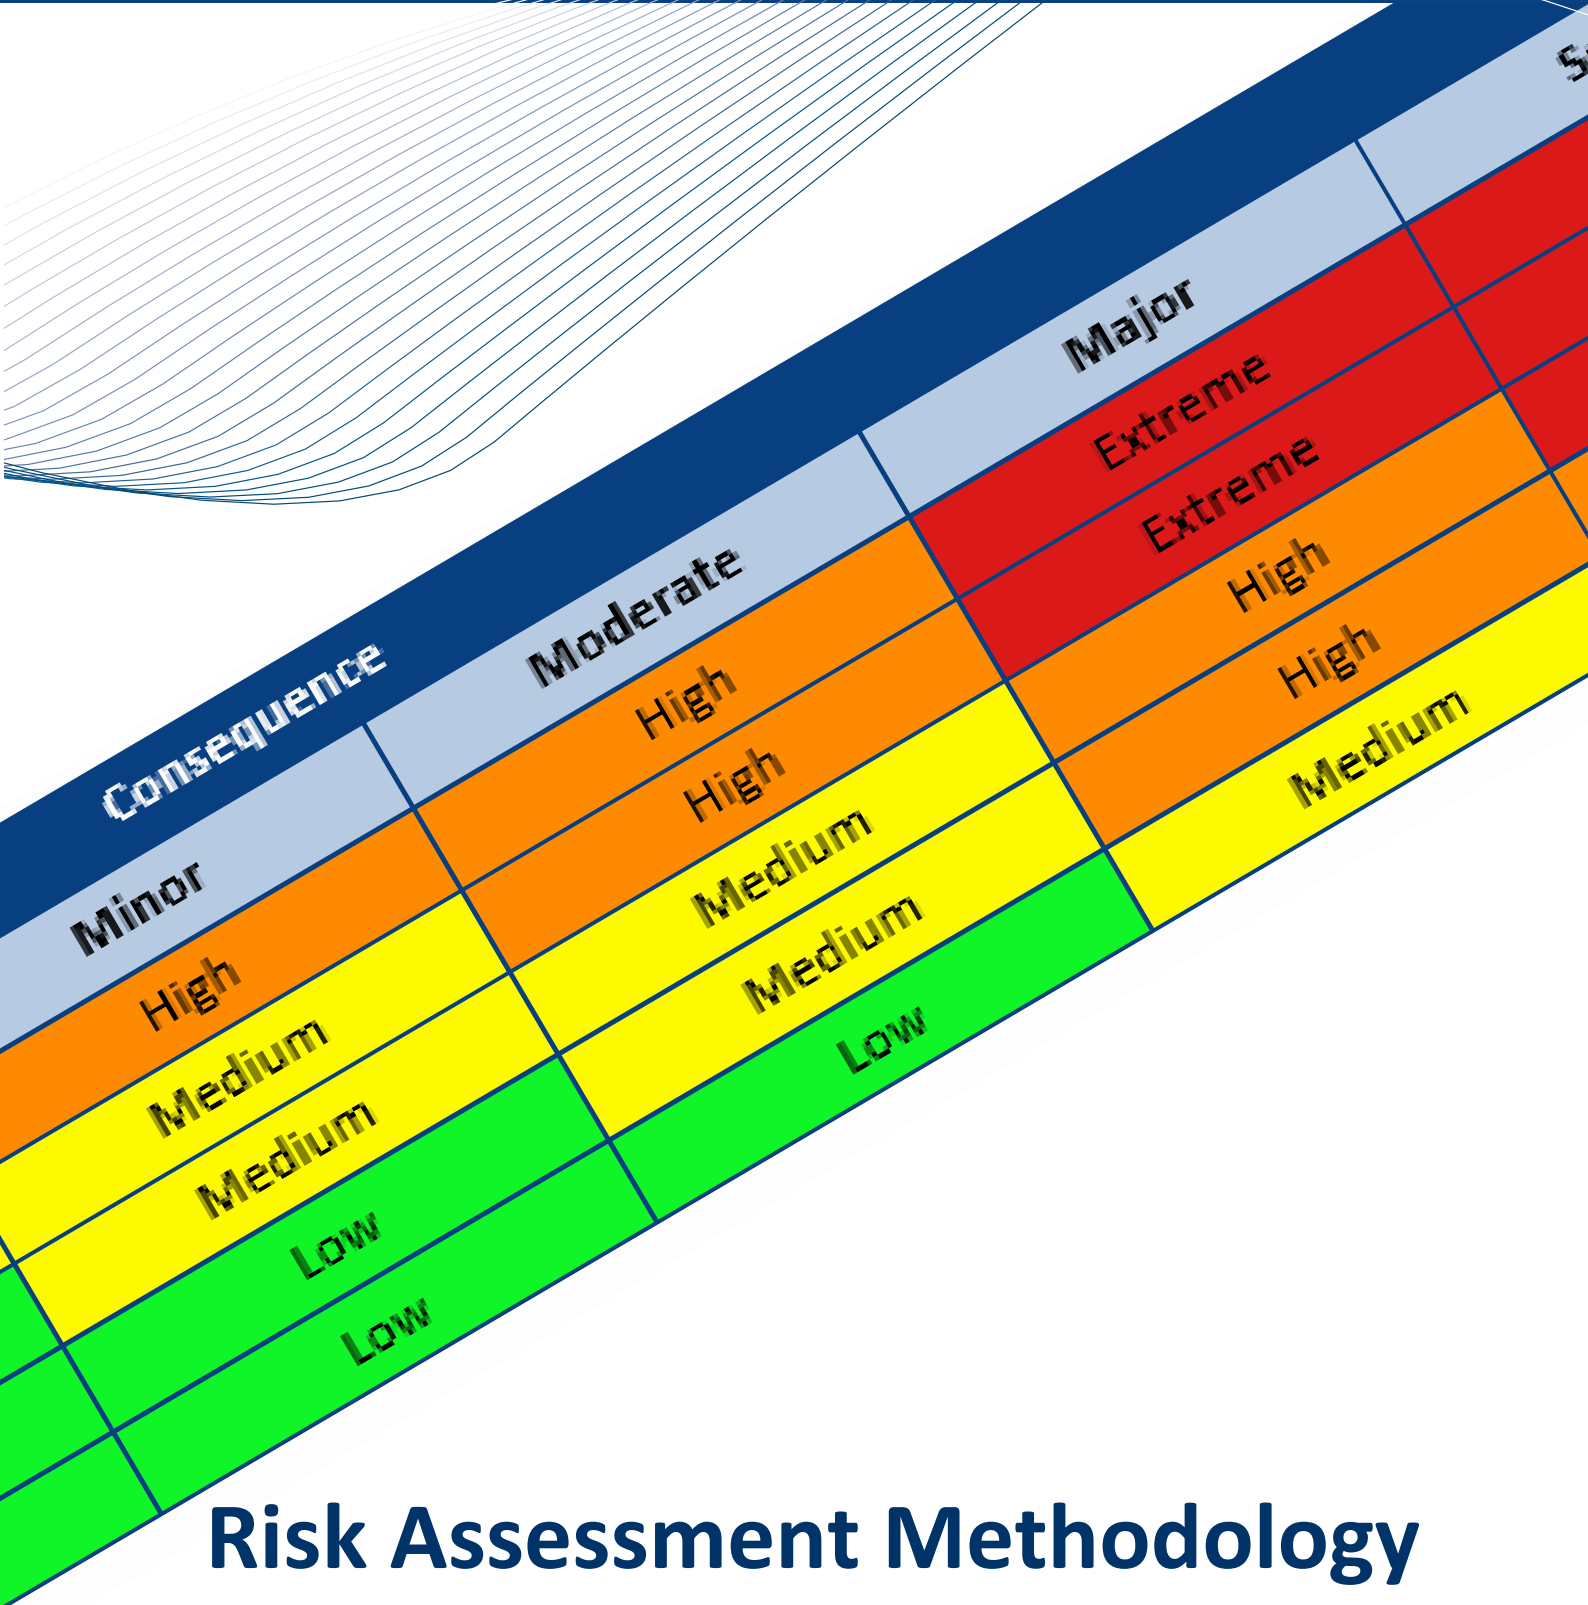 Consequence
Minor Moderate Major
High High Extreme
Medium High Extreme
Medium Medium High
Low Medium High
Low Low Medium
Risk Assessment Methodology